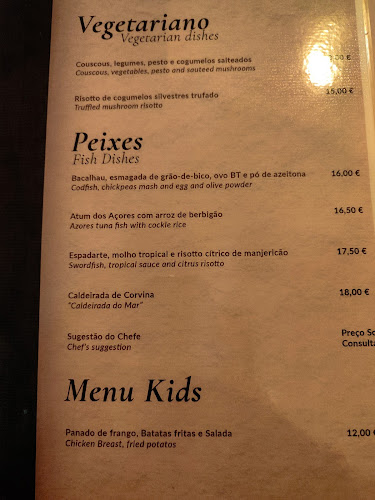 Vegetariano
Vegetarian dishes
Couscous, legumes, pesto e cogumelos salteados
Couscous, vegetables, pesto and sauteed mushrooms
,00 €
Risotto de cogumelos silvestres trufado 15,00 €
Truffled mushroom risotto
Peixes
Fish Dishes
Bacalhau, esmagada de grão-de-bico, ovo BT e pó de azeitona 16,00 €
Codfish, chickpeas mash and egg and olive powder
Atum dos Açores com arroz de berbigão 16,50 €
Azores tuna fish with cockle rice
Espadarte, molho tropical e risotto cítrico de manjericão 17,50 €
Swordfish, tropical sauce and citrus risotto
Caldeirada de Corvina 18,00 €
"Caldeirada do Mar"
Sugestão do Chefe Preço So
Chef's suggestion Consulta
Menu Kids
Panado de frango, Batatas fritas e Salada 12,00
Chicken Breast, fried potatos